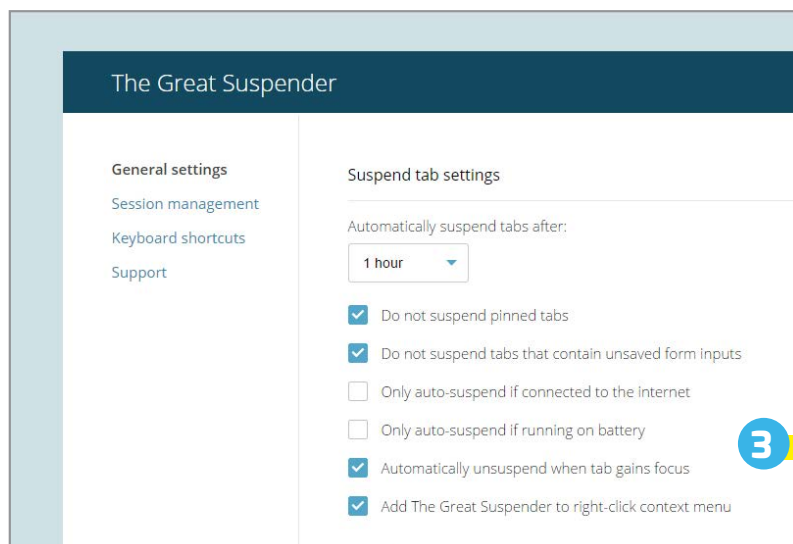 The Great Suspender
General settings
Session management
Keyboard shortcuts
Support
Suspend tab settings
Automatically suspend tabs after:
1 hour
Do not suspend pinned tabs
Do not suspend tabs that contain unsaved form inputs
Only auto-suspend if connected to the internet
Only auto-suspend if running on battery
3
Automatically unsuspend when tab gains focus
Add The Great Suspender to right-click context menu